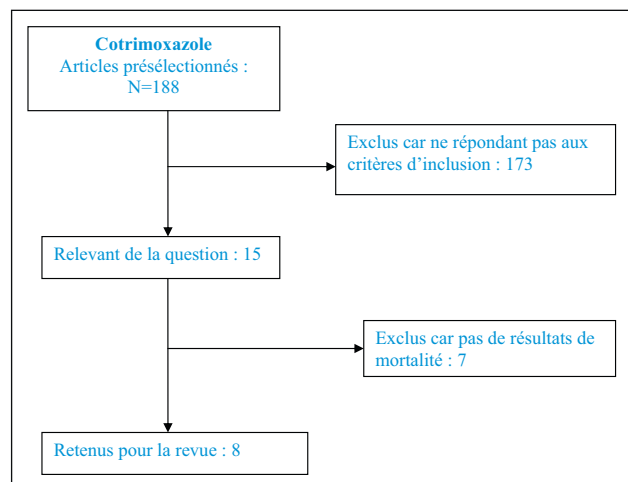 Cotrimoxazole
Articles présélectionnés :
N=188
Exclus car ne répondant pas aux
critères d’inclusion : 173
Relevant de la question : 15
Exclus car pas de résultats de
mortalité : 7
Retenus pour la revue : 8